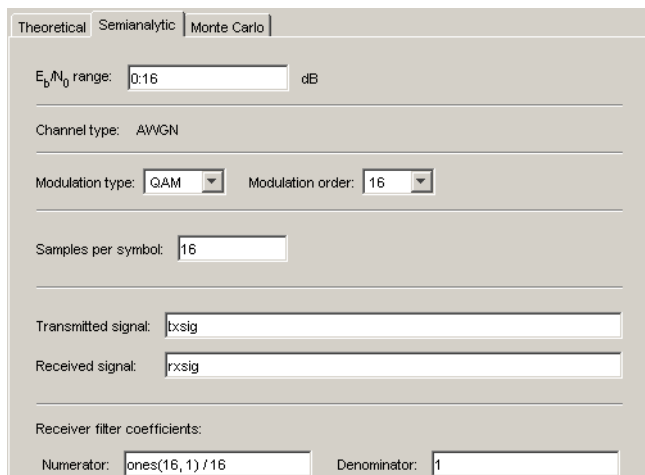 Theoretical Semianalytic Monte Carlo
Eb/N0 range: 0:16 dB
Channel type: AWGN
Modulation type: QAM Modulation order: 16
Samples per symbol: 16
Transmitted signal: txsig
Received signal: rxsig
Receiver filter coefficients:
Numerator: ones(16, 1) / 16 Denominator: 1